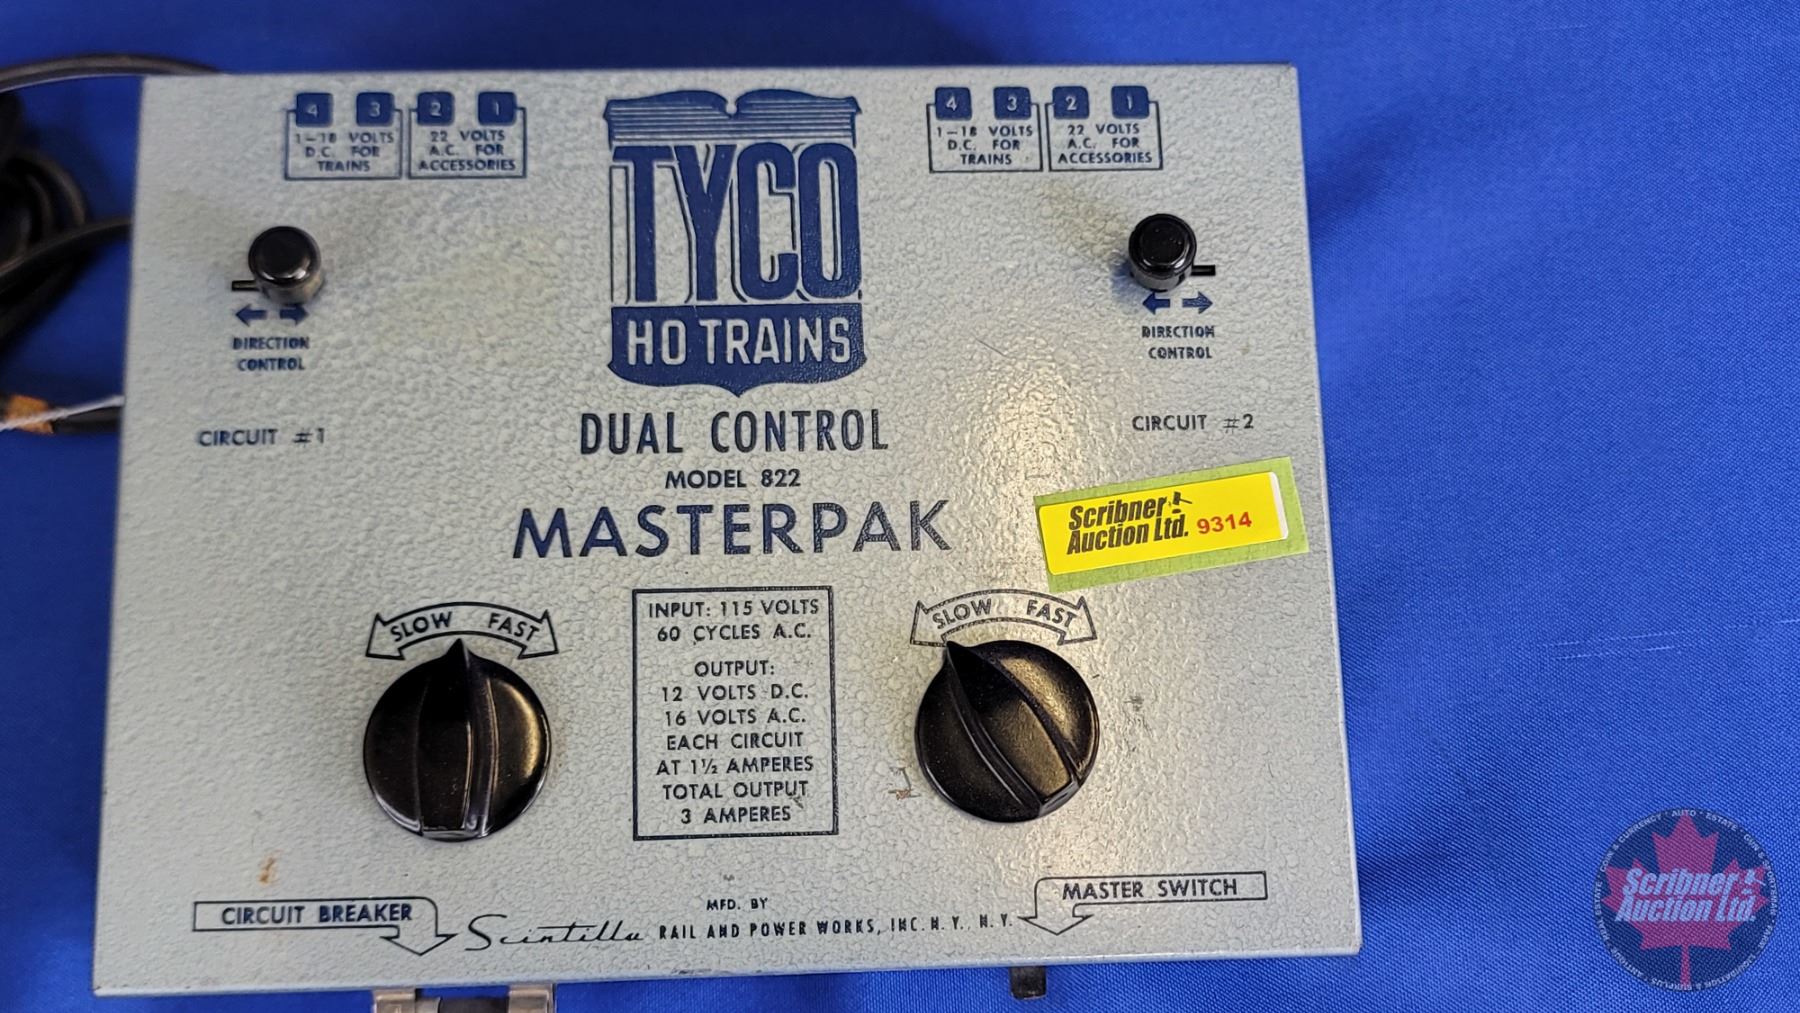 4 3 2 1
1–18 VOLTS
D.C. FOR
TRAINS
22 VOLTS
A.C. FOR
ACCESSORIES
TYCO
HO TRAINS
4 3 2 1
1–18 VOLTS
D.C. FOR
TRAINS
22 VOLTS
A.C. FOR
ACCESSORIES
DIRECTION
CONTROL
CIRCUIT #1
DIRECTION
CONTROL
CIRCUIT #2
DUAL CONTROL
MODEL 822
MASTERPAK
Scribner
Auction Ltd. 9314
SLOW FAST
INPUT: 115 VOLTS
60 CYCLES A.C.
OUTPUT:
12 VOLTS D.C.
16 VOLTS A.C.
EACH CIRCUIT
AT 1½ AMPERES
TOTAL OUTPUT
3 AMPERES
SLOW FAST
CIRCUIT BREAKER
MFD. BY
Scintilla RAIL AND POWER WORKS, INC. N.Y., N.Y.
MASTER SWITCH
Scribner
Auction Ltd.